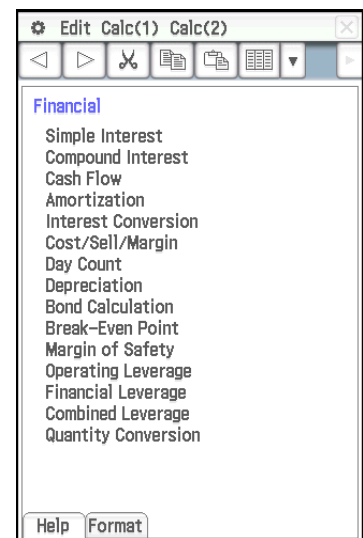 Edit Calc(1) Calc(2)
Financial
Simple Interest
Compound Interest
Cash Flow
Amortization
Interest Conversion
Cost/Sell/Margin
Day Count
Depreciation
Bond Calculation
Break-Even Point
Margin of Safety
Operating Leverage
Financial Leverage
Combined Leverage
Quantity Conversion
Help Format